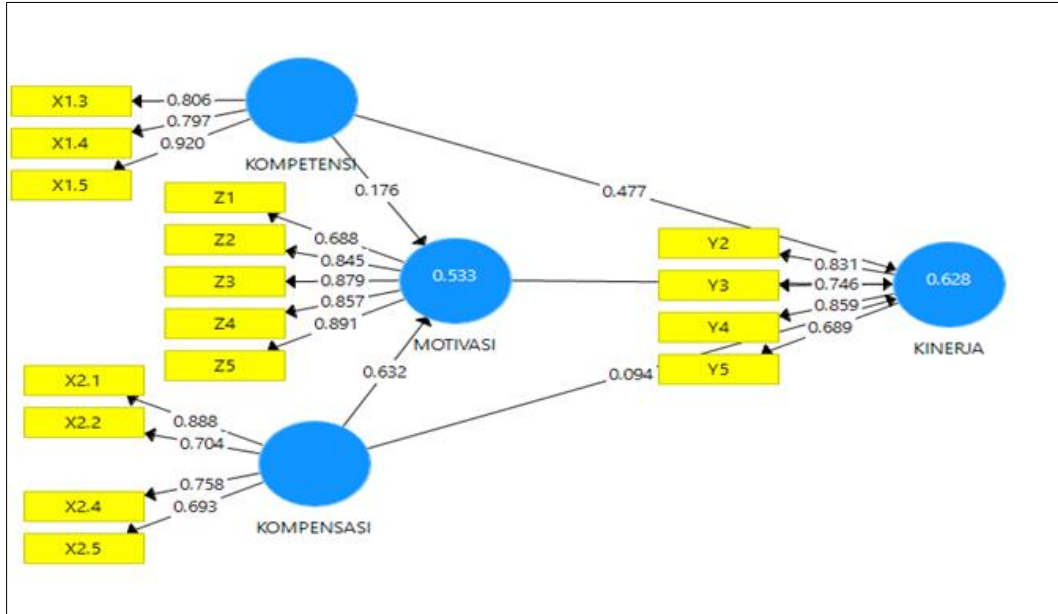 X1.3
0.806
X1.4
0.797
X1.5
0.920
KOMPETENSI
0.176
0.477
Z1
0.688
Z2
0.845
Z3
0.879
Z4
0.857
Z5
0.891
0.533
MOTIVASI
0.632
Y2
0.831
Y3
0.746
Y4
0.859
Y5
0.689
0.628
KINERJA
0.094
X2.1
0.888
X2.2
0.704
X2.4
0.758
X2.5
0.693
KOMPENSASI